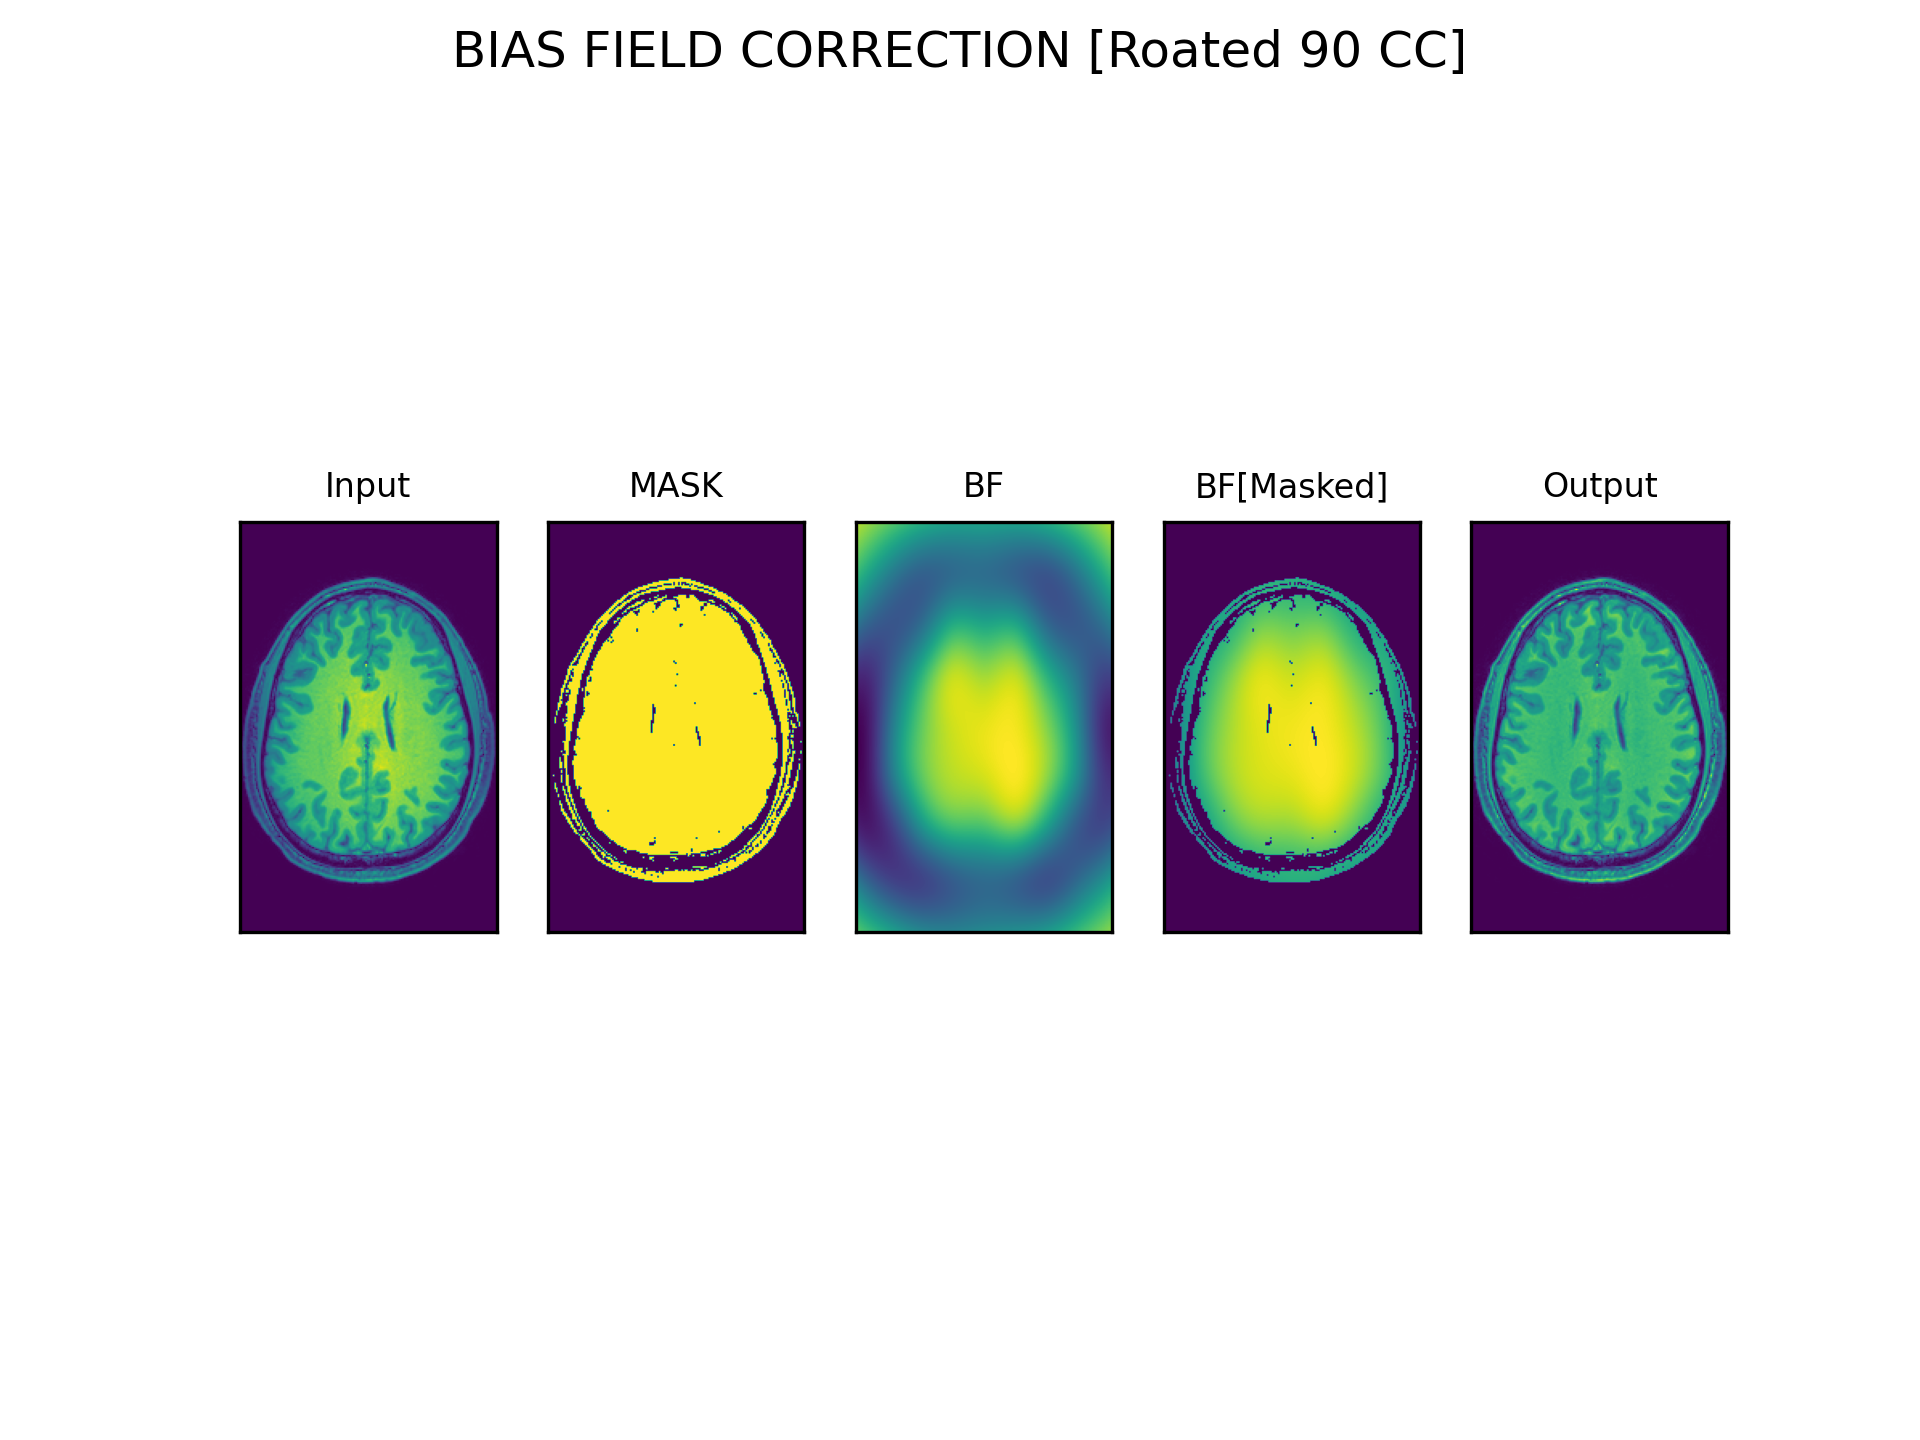 BIAS FIELD CORRECTION [Roated 90 CC]
Input
MASK
BF
BF[Masked]
Output